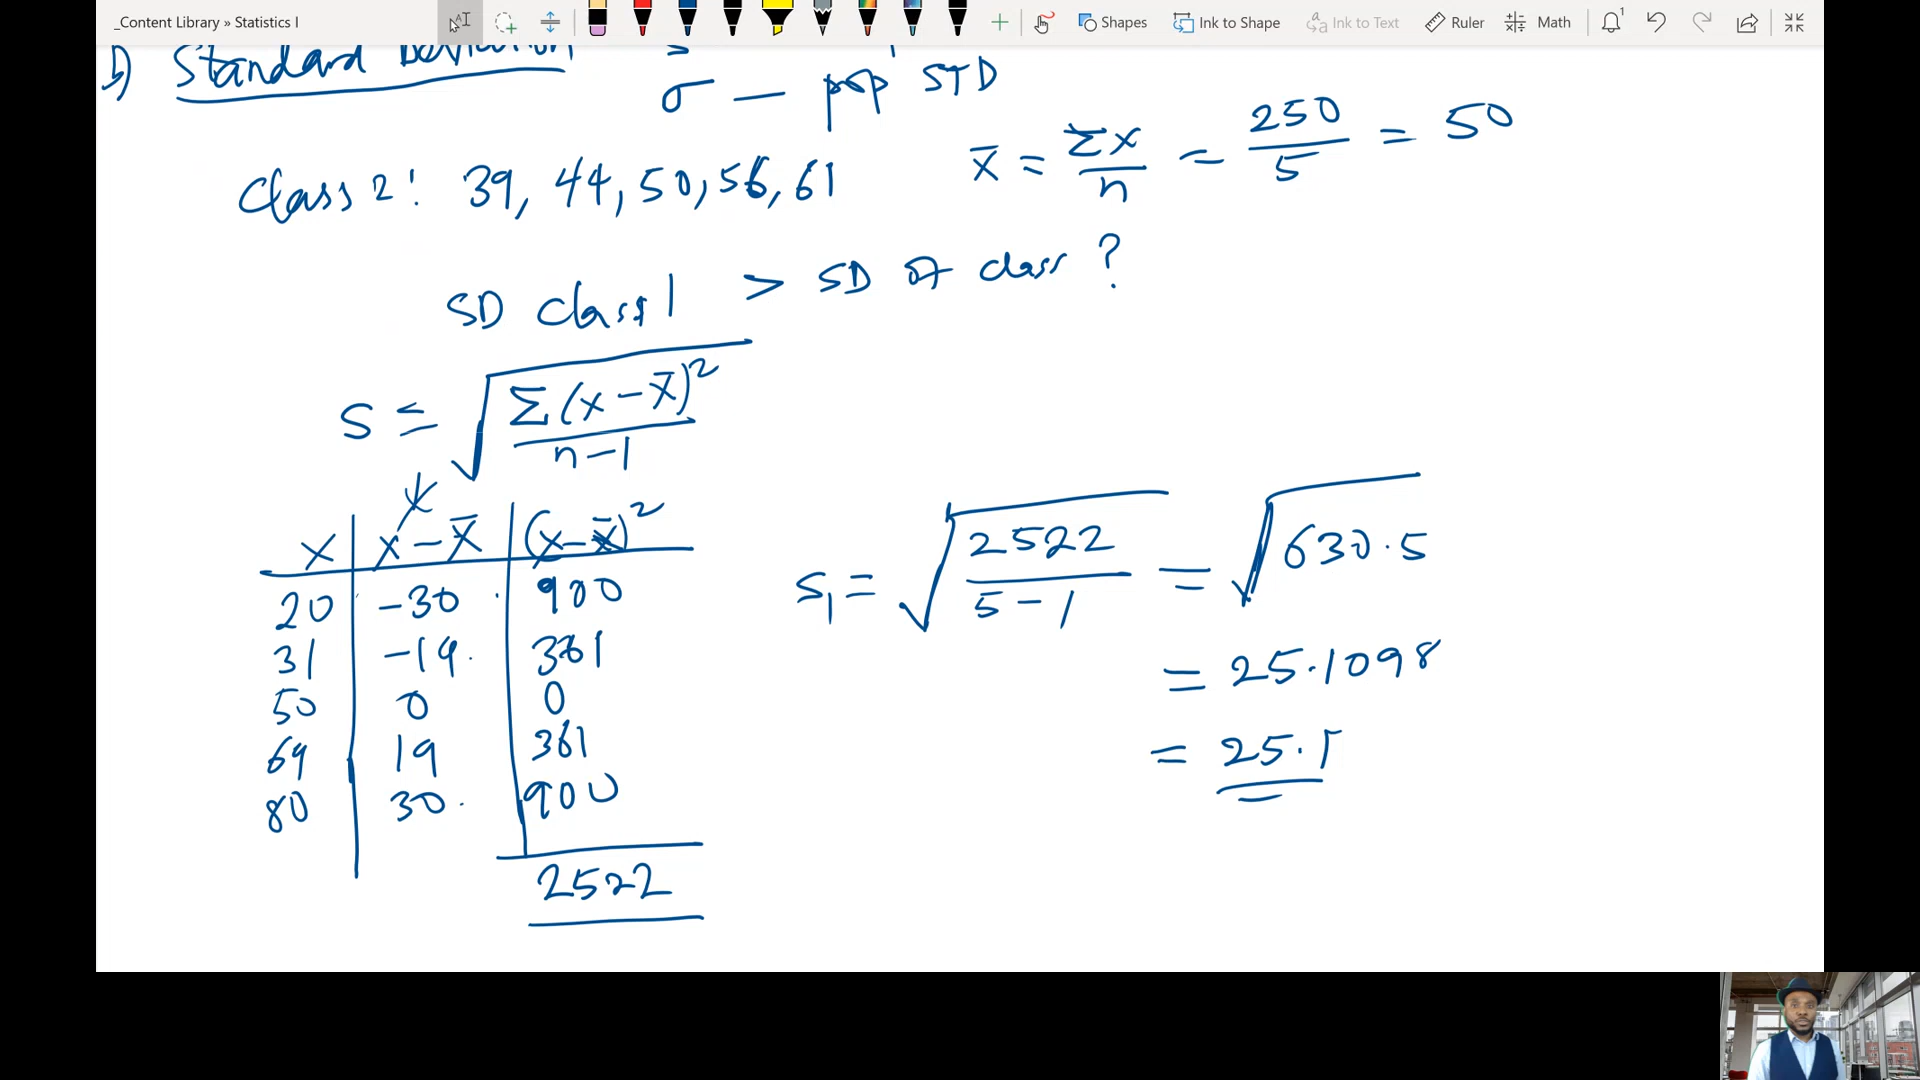 _Content Library » Statistics I
Shapes
Ink to Shape
Ink to Text
Ruler
Math
1
b) Standard Deviation
σ — pop STD
Class 2: 39, 44, 50, 56, 61
x̄ = Σx/n = 250/5 = 50
SD class 1 > SD of class ?
S = √(Σ(x − x̄)²/(n−1))
x | x − x̄ | (x − x̄)²
20 | −30 | 900
31 | −19 | 361
50 | 0 | 0
69 | 19 | 361
80 | 30 | 900
2522
S₁ = √(2522/(5 − 1)) = √630.5
= 25.1098
= 25.1